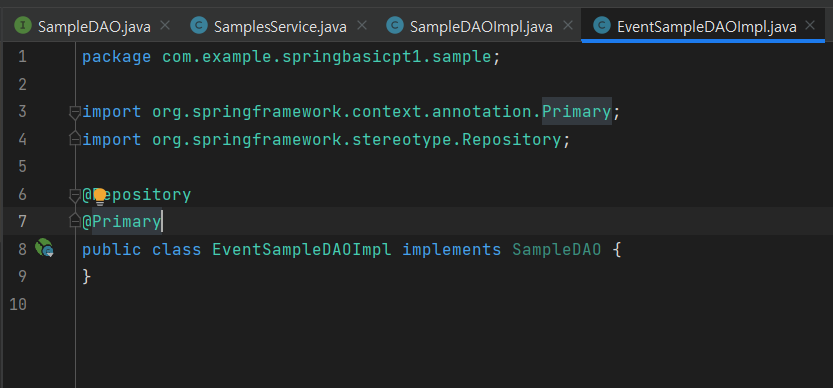 SampleDAO.java
SamplesService.java
SampleDAOImpl.java
EventSampleDAOImpl.java
1 package com.example.springbasicpt1.sample;
2
3 import org.springframework.context.annotation.Primary;
4 import org.springframework.stereotype.Repository;
5
6 @Repository
7 @Primary
8 public class EventSampleDAOImpl implements SampleDAO {
9 }
10